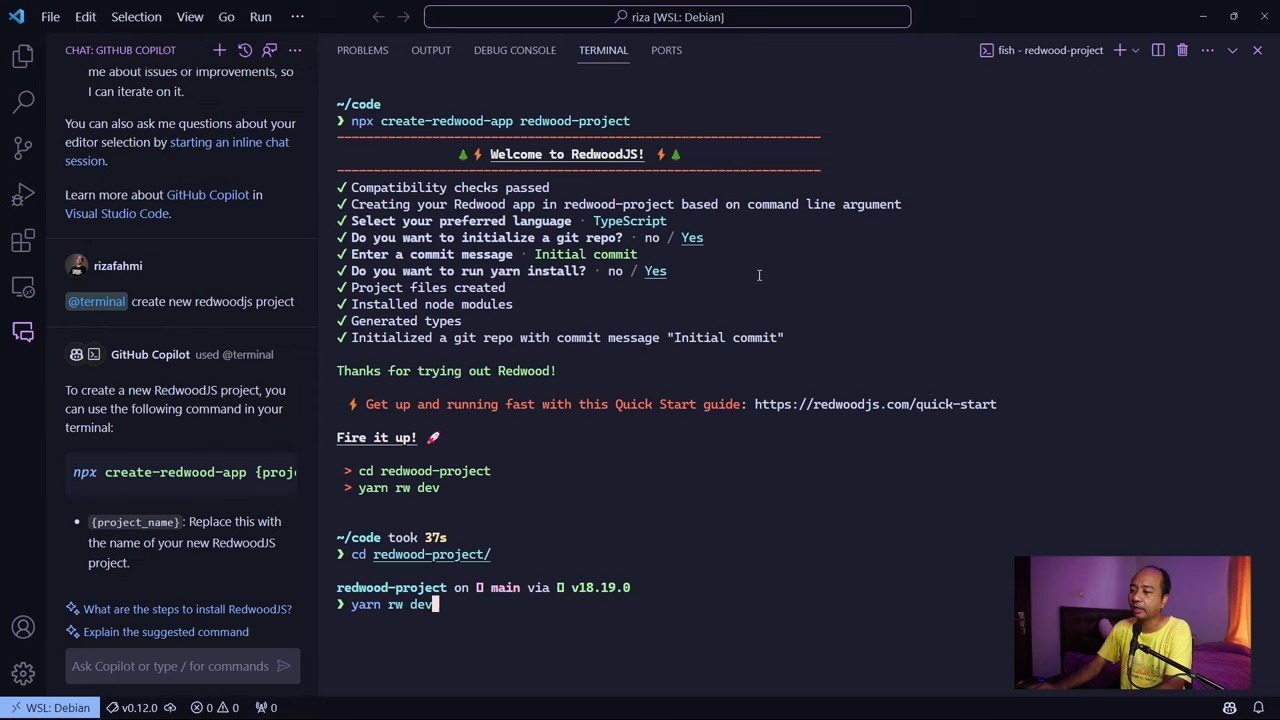 File Edit Selection View Go Run ···
riza [WSL: Debian]
CHAT: GITHUB COPILOT
me about issues or improvements, so
I can iterate on it.
You can also ask me questions about your
editor selection by starting an inline chat
session.
Learn more about GitHub Copilot in
Visual Studio Code.
rizafahmi
@terminal create new redwoodjs project
GitHub Copilot used @terminal
To create a new RedwoodJS project, you
can use the following command in your
terminal:
npx create-redwood-app {proj
• {project_name}: Replace this with
the name of your new RedwoodJS
project.
What are the steps to install RedwoodJS?
Explain the suggested command
Ask Copilot or type / for commands
PROBLEMS OUTPUT DEBUG CONSOLE TERMINAL PORTS
fish - redwood-project
~/code
❯ npx create-redwood-app redwood-project
🌲⚡ Welcome to RedwoodJS! ⚡🌲
✓ Compatibility checks passed
✓ Creating your Redwood app in redwood-project based on command line argument
✓ Select your preferred language · TypeScript
✓ Do you want to initialize a git repo? · no / Yes
✓ Enter a commit message · Initial commit
✓ Do you want to run yarn install? · no / Yes
✓ Project files created
✓ Installed node modules
✓ Generated types
✓ Initialized a git repo with commit message "Initial commit"
Thanks for trying out Redwood!
⚡ Get up and running fast with this Quick Start guide: https://redwoodjs.com/quick-start
Fire it up! 🚀
> cd redwood-project
> yarn rw dev
~/code took 37s
❯ cd redwood-project/
redwood-project on main via v18.19.0
❯ yarn rw dev
WSL: Debian v0.12.0 0 0 0